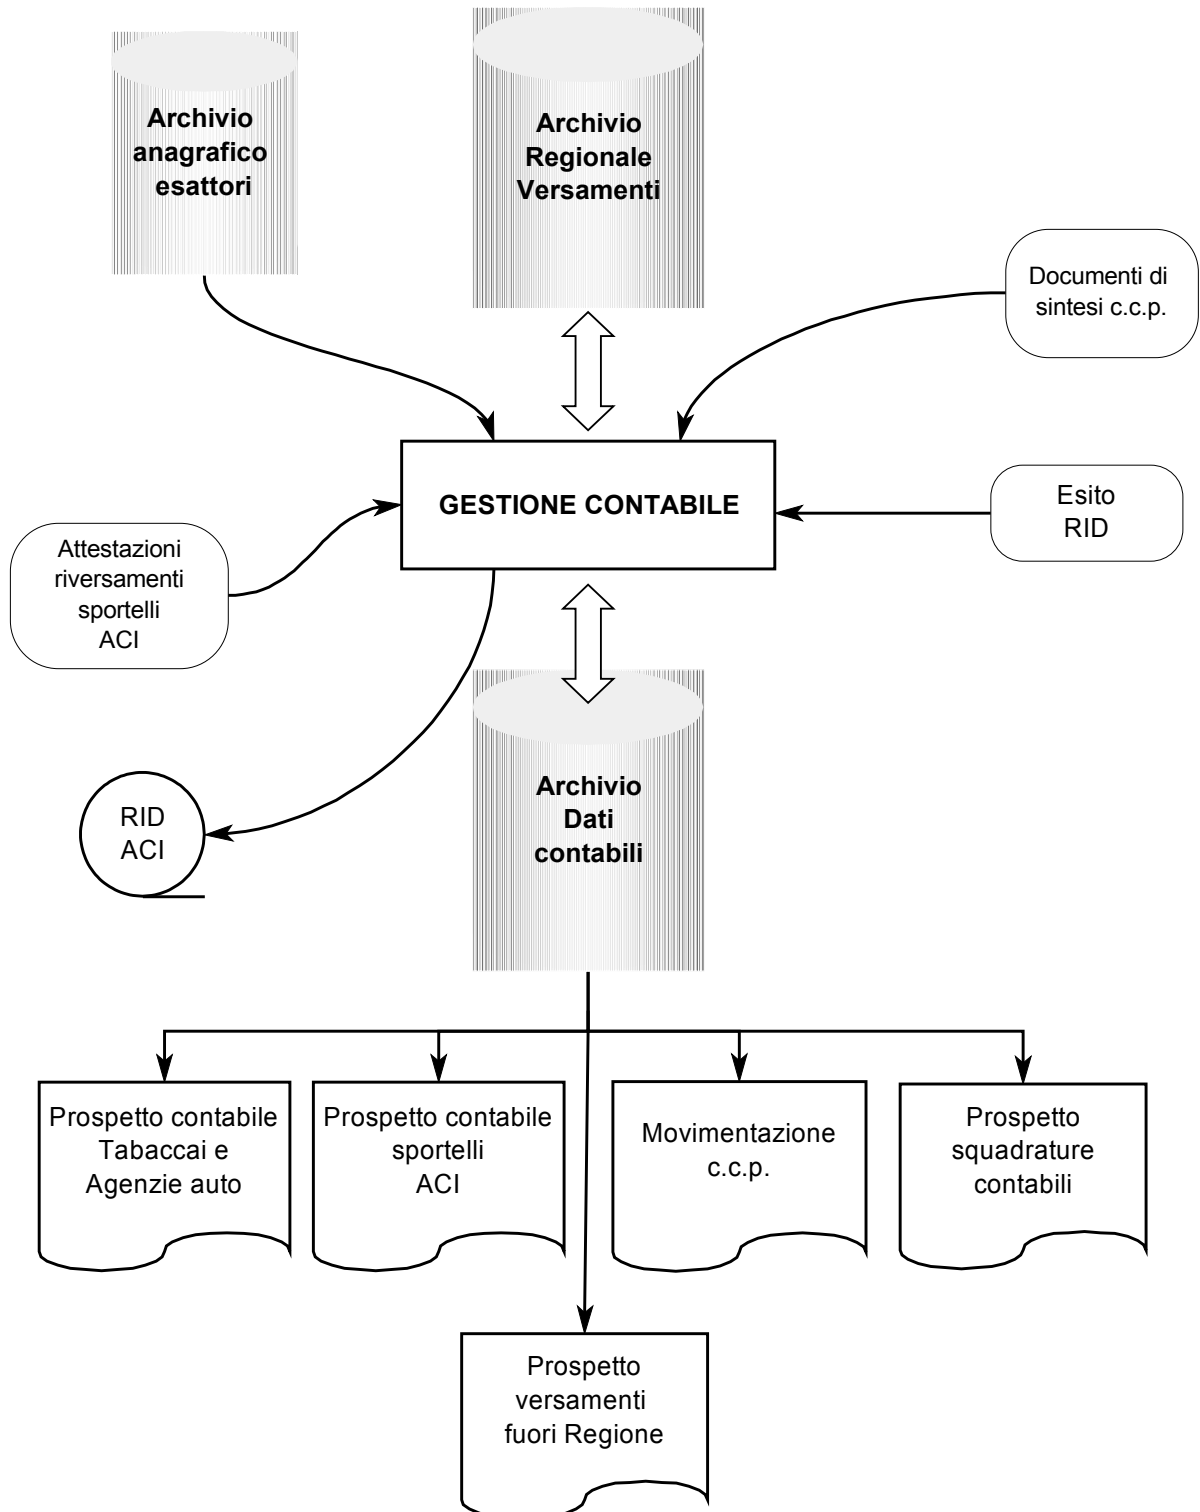 Archivio
anagrafico
esattori
Archivio
Regionale
Versamenti
Documenti di
sintesi c.c.p.
GESTIONE CONTABILE
Esito
RID
Attestazioni
riversamenti
sportelli
ACI
RID
ACI
Archivio
Dati
contabili
Prospetto contabile
Tabaccai e
Agenzie auto
Prospetto contabile
sportelli
ACI
Movimentazione
c.c.p.
Prospetto
squadrature
contabili
Prospetto
versamenti
fuori Regione